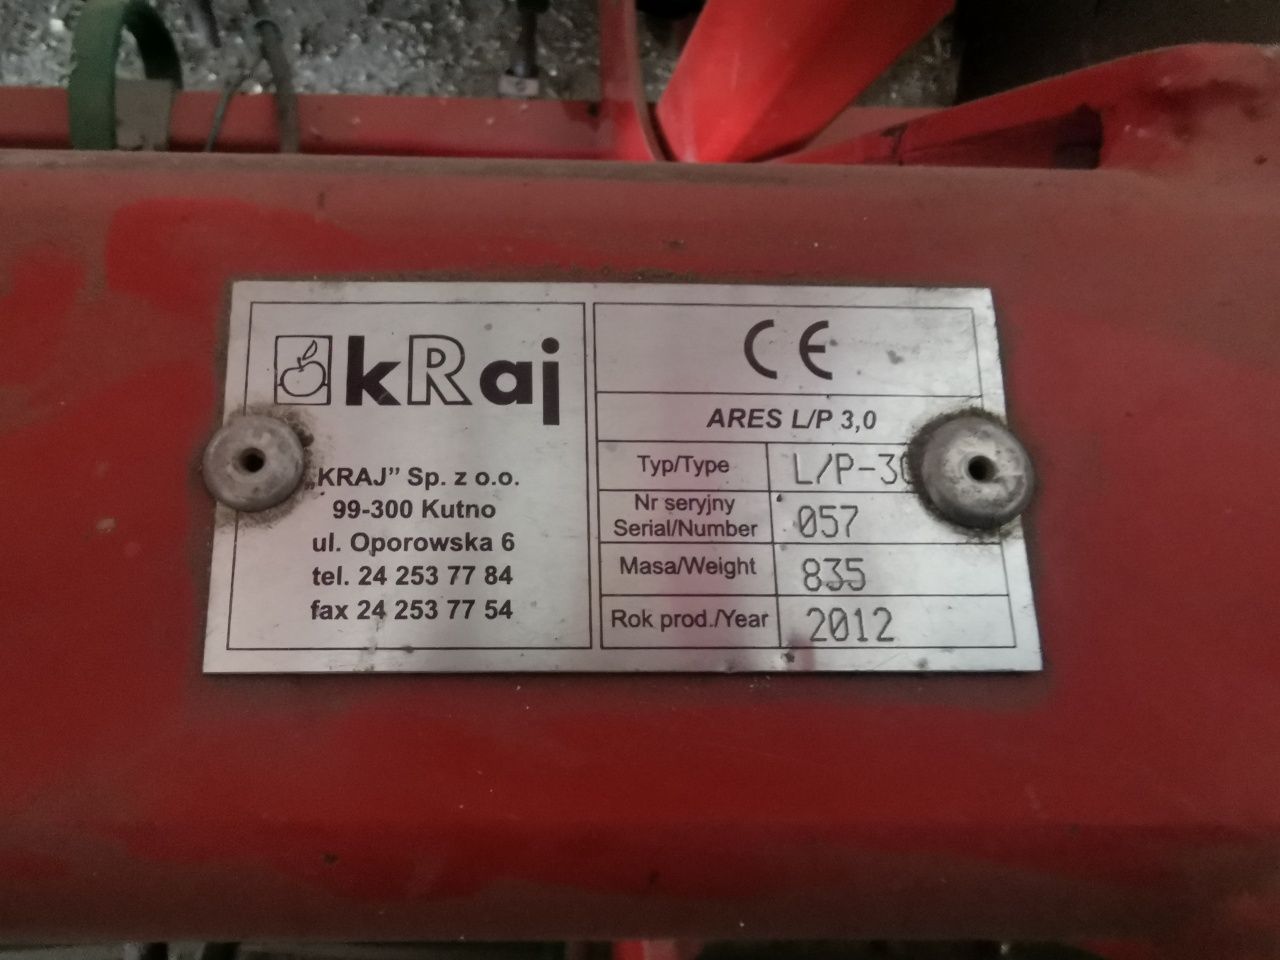 kRaj
„KRAJ” Sp. z o.o.
99-300 Kutno
ul. Oporowska 6
tel. 24 253 77 84
fax 24 253 77 54
CE
ARES L/P 3,0
Typ/Type
Nr seryjny
Serial/Number 057
Masa/Weight 835
Rok prod./Year 2012